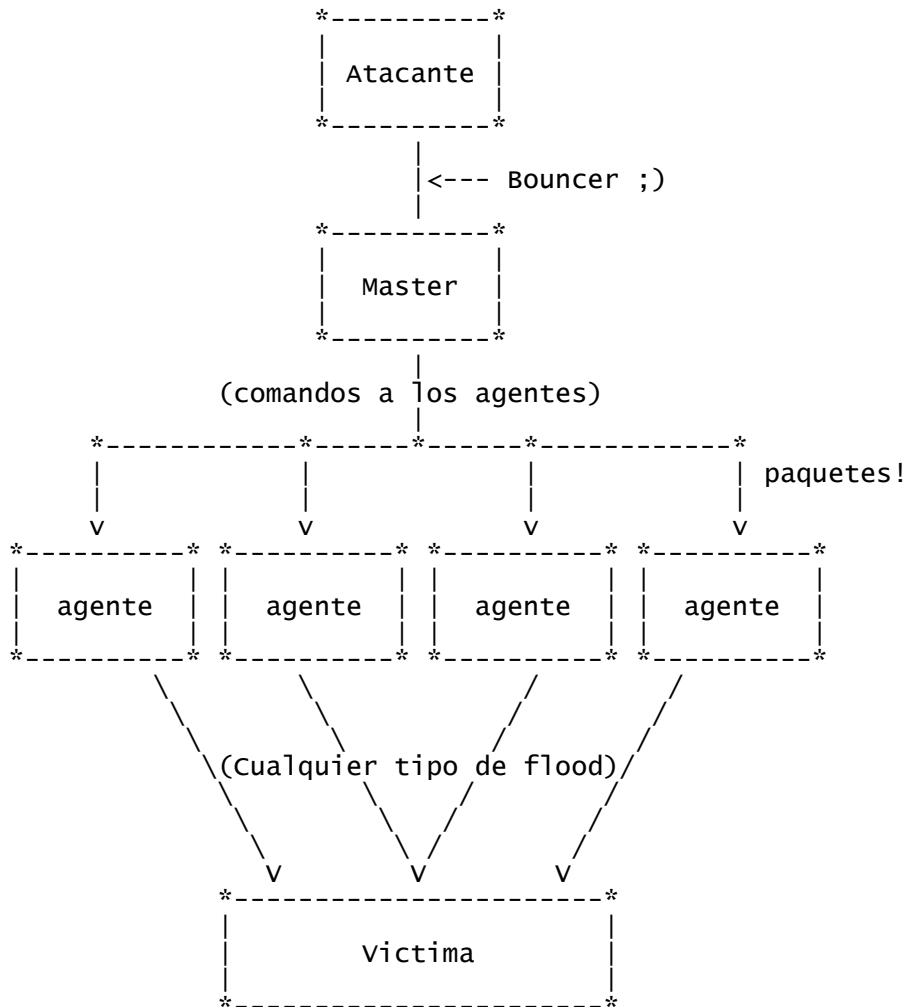 Atacante
<--- Bouncer ;)
Master
(comandos a los agentes)
paquetes!
agente agente agente agente
(Cualquier tipo de flood)
Victima